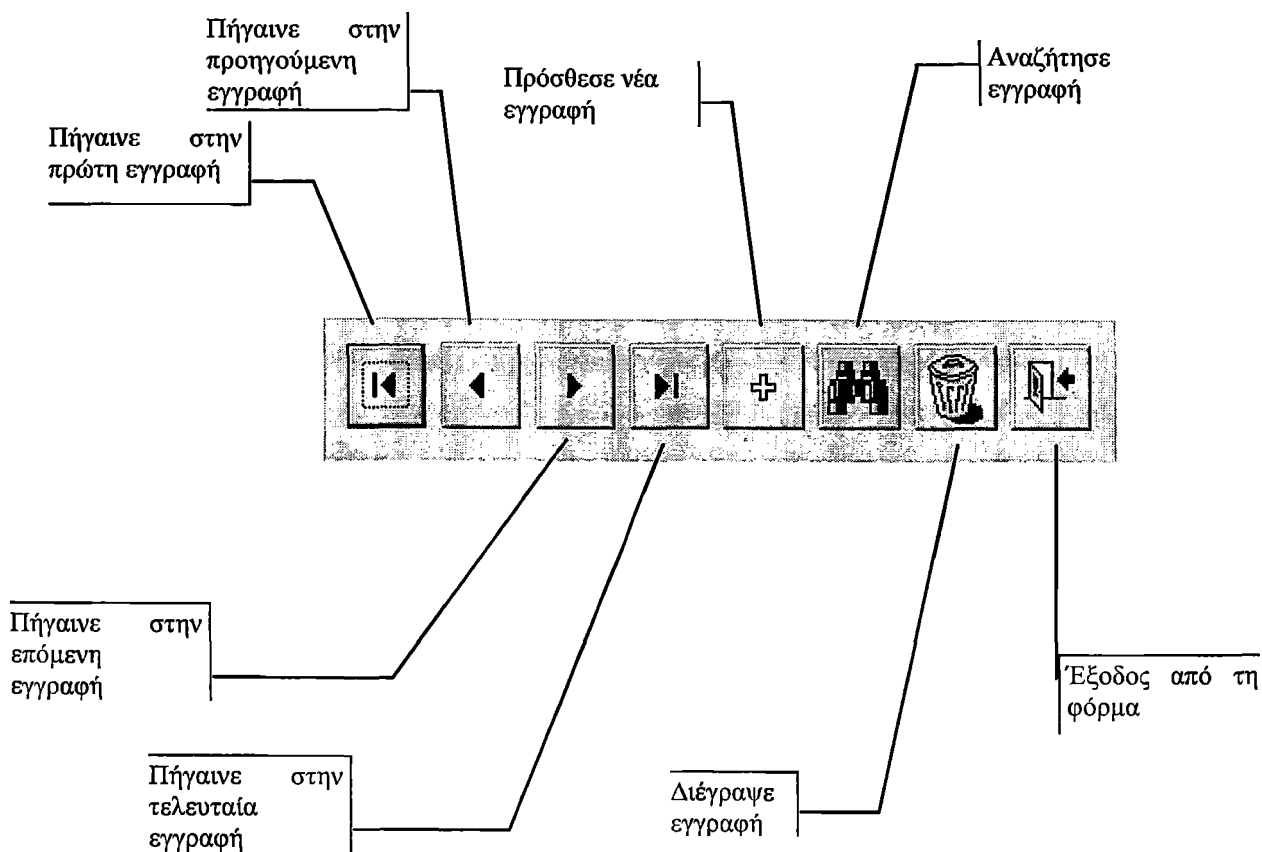 Πήγαινε στην
προηγούμενη
εγγραφή
Πρόσθεσε νέα
εγγραφή
Αναζήτησε
εγγραφή
Πήγαινε στην
πρώτη εγγραφή
Πήγαινε στην
επόμενη
εγγραφή
Έξοδος από τη
φόρμα
Πήγαινε στην
τελευταία
εγγραφή
Διέγραψε
εγγραφή